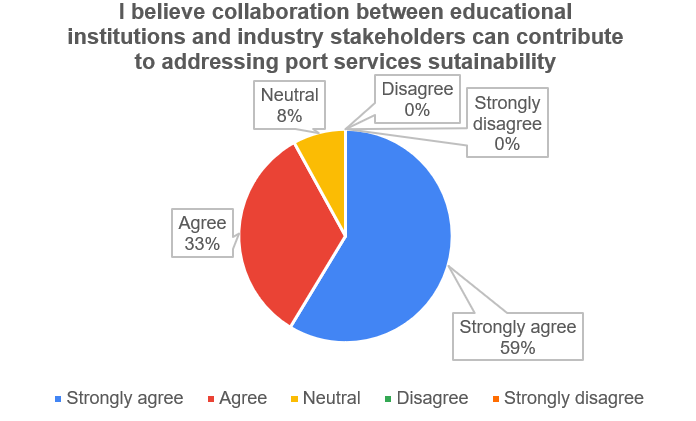 I believe collaboration between educational
institutions and industry stakeholders can contribute
to addressing port services sutainability
Neutral
8%
Disagree
0%
Strongly
disagree
0%
Agree
33%
Strongly agree
59%
Strongly agree Agree Neutral Disagree Strongly disagree